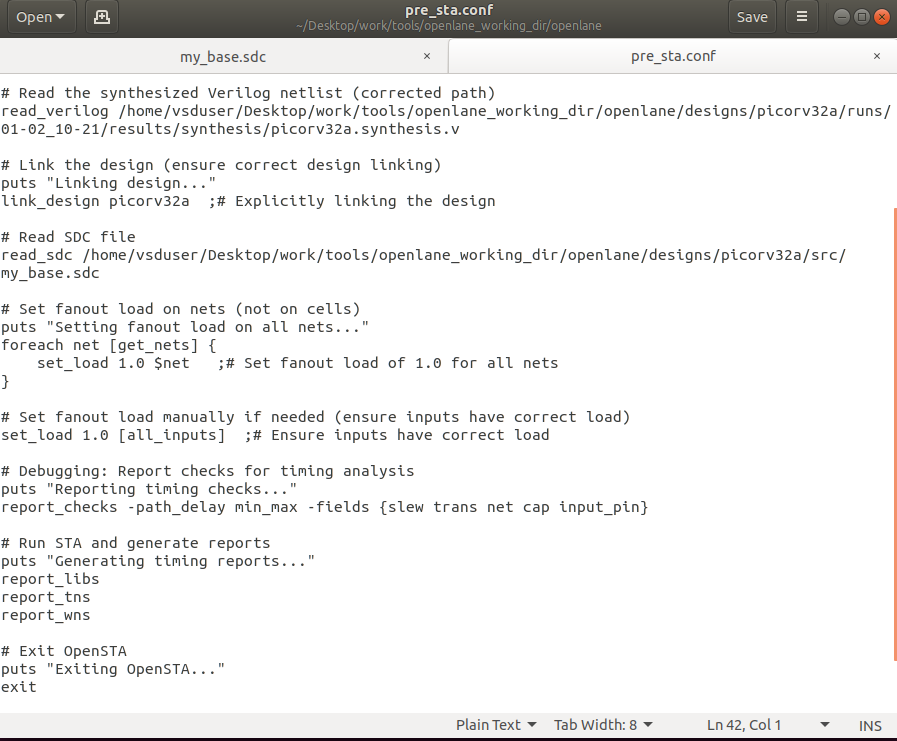 Open
pre_sta.conf
~/Desktop/work/tools/openlane_working_dir/openlane
Save
my_base.sdc
×
pre_sta.conf
×
# Read the synthesized Verilog netlist (corrected path)
read_verilog /home/vsduser/Desktop/work/tools/openlane_working_dir/openlane/designs/picorv32a/runs/
01-02_10-21/results/synthesis/picorv32a.synthesis.v
# Link the design (ensure correct design linking)
puts "Linking design..."
link_design picorv32a  ;# Explicitly linking the design
# Read SDC file
read_sdc /home/vsduser/Desktop/work/tools/openlane_working_dir/openlane/designs/picorv32a/src/
my_base.sdc
# Set fanout load on nets (not on cells)
puts "Setting fanout load on all nets..."
foreach net [get_nets] {
    set_load 1.0 $net   ;# Set fanout load of 1.0 for all nets
}
# Set fanout load manually if needed (ensure inputs have correct load)
set_load 1.0 [all_inputs]  ;# Ensure inputs have correct load
# Debugging: Report checks for timing analysis
puts "Reporting timing checks..."
report_checks -path_delay min_max -fields {slew trans net cap input_pin}
# Run STA and generate reports
puts "Generating timing reports..."
report_libs
report_tns
report_wns
# Exit OpenSTA
puts "Exiting OpenSTA..."
exit
Plain Text
Tab Width: 8
Ln 42, Col 1
INS